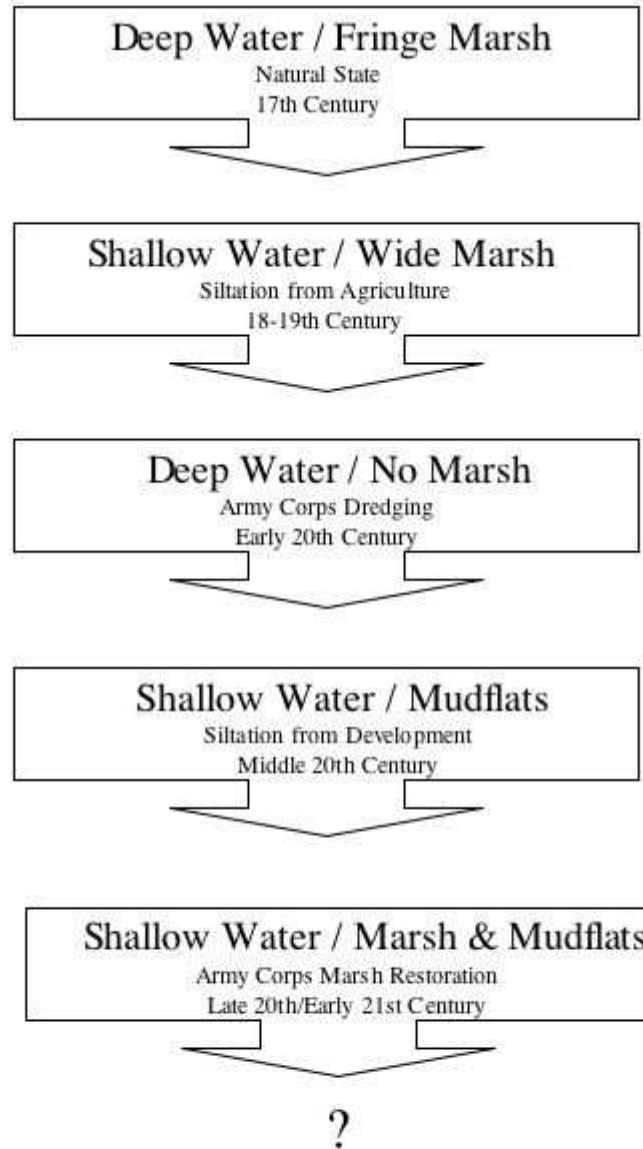 Deep Water / Fringe Marsh
Natural State
17th Century
Shallow Water / Wide Marsh
Siltation from Agriculture
18-19th Century
Deep Water / No Marsh
Army Corps Dredging
Early 20th Century
Shallow Water / Mudflats
Siltation from Development
Middle 20th Century
Shallow Water / Marsh & Mudflats
Army Corps Marsh Restoration
Late 20th/Early 21st Century
?